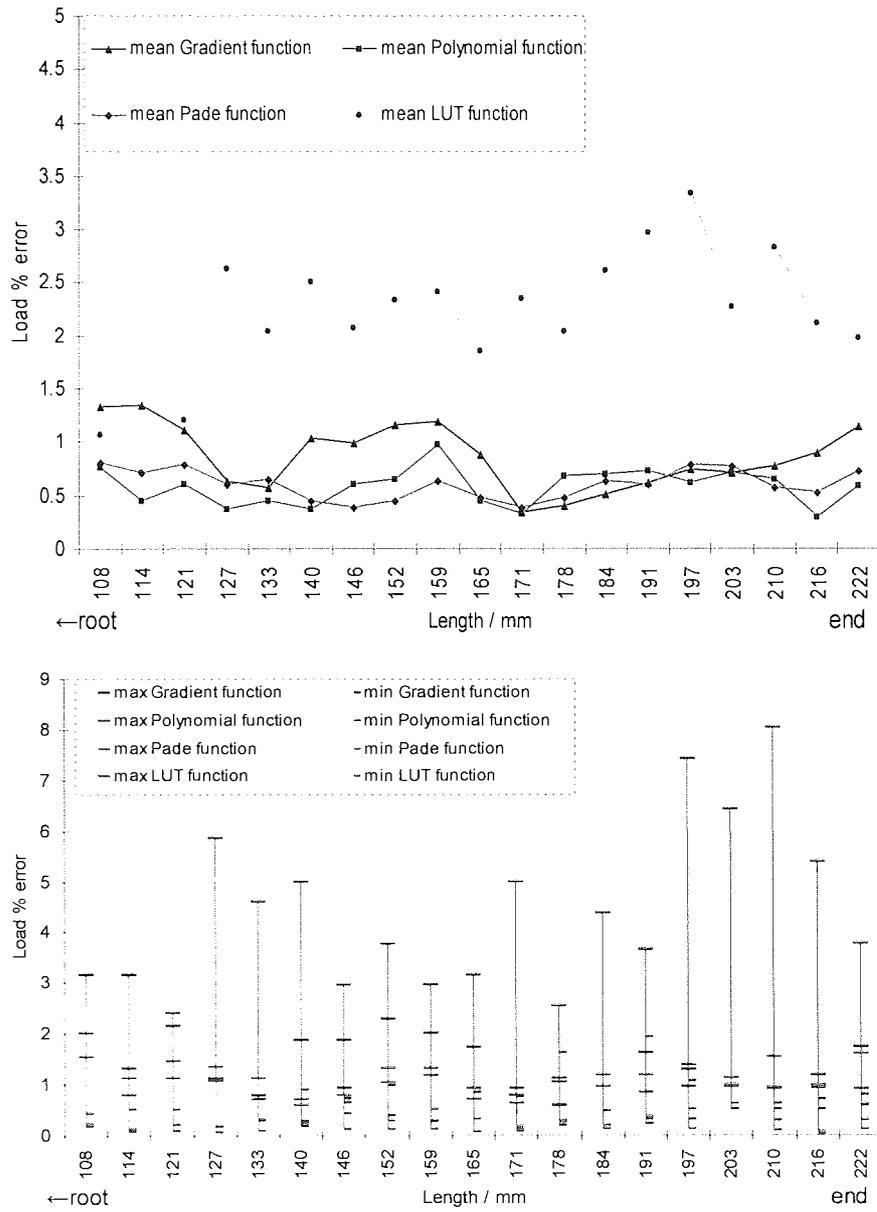 5
mean Gradient function mean Polynomial function
4.5
mean Pade function mean LUT function
4
3.5
3
2.5
2
1.5
1
0.5
0
Load % error
108 114 121 127 133 140 146 152 159 165 171 178 184 191 197 203 210 216 222
←root Length / mm end
9
max Gradient function min Gradient function
8
max Polynomial function min Polynomial function
max Pade function min Pade function
max LUT function min LUT function
7
6
5
4
3
2
1
0
Load % error
108 114 121 127 133 140 146 152 159 165 171 178 184 191 197 203 210 216 222
←root Length / mm end